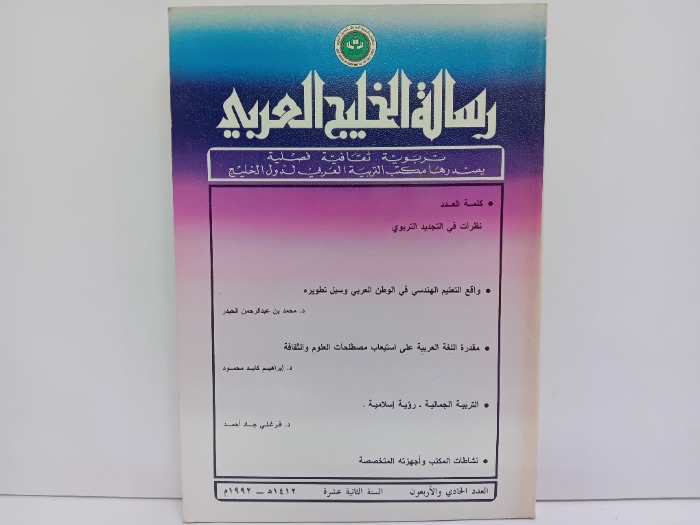 رسالة الخليج العربي
تربوية ثقافية فصلية
يصدرها مكتب التربية العربي لدول الخليج
• كلمة العدد
نظرات في التجديد التربوي
• واقع التعليم الهندسي في الوطن العربي وسبل تطويره
د. محمد بن عبدالرحمن الحيدر
• مقدرة اللغة العربية على استيعاب مصطلحات العلوم والثقافة
د. إبراهيم كايد محمود
• التربية الجمالية - رؤية إسلامية .
د. فرغلي جاد أحمد
• نشاطات المكتب وأجهزته المتخصصة
العدد الحادي والأربعون السنة الثانية عشرة ١٤١٢هـ - ١٩٩٢م